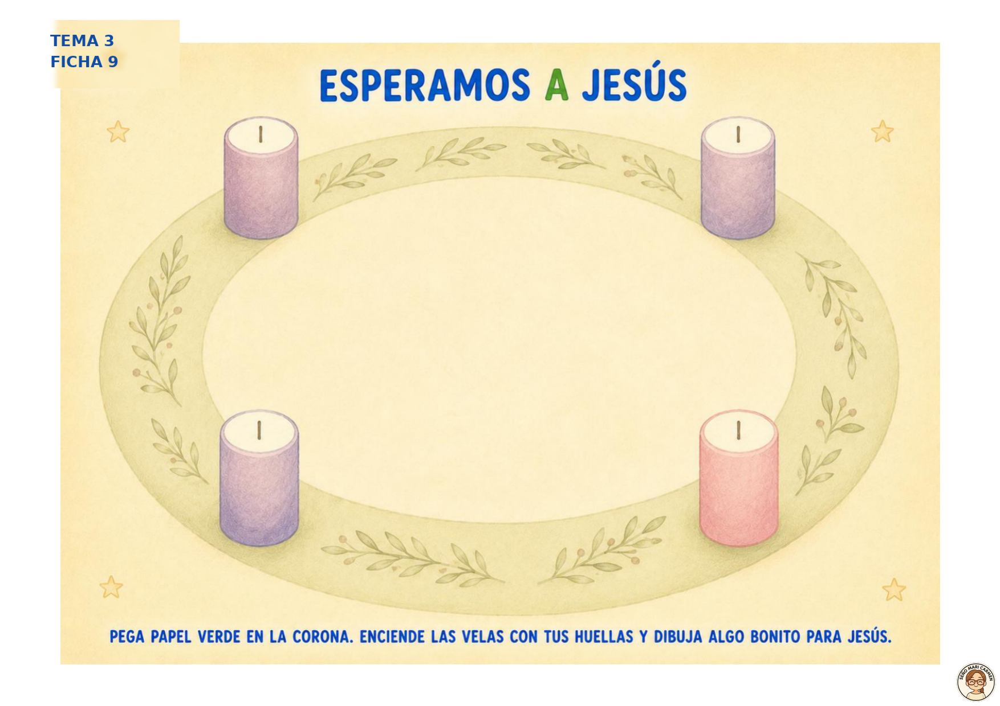 TEMA 3
FICHA 9
ESPERAMOS A JESÚS
PEGA PAPEL VERDE EN LA CORONA. ENCIENDE LAS VELAS CON TUS HUELLAS Y DIBUJA ALGO BONITO PARA JESÚS.
SEÑO MARI CARMEN